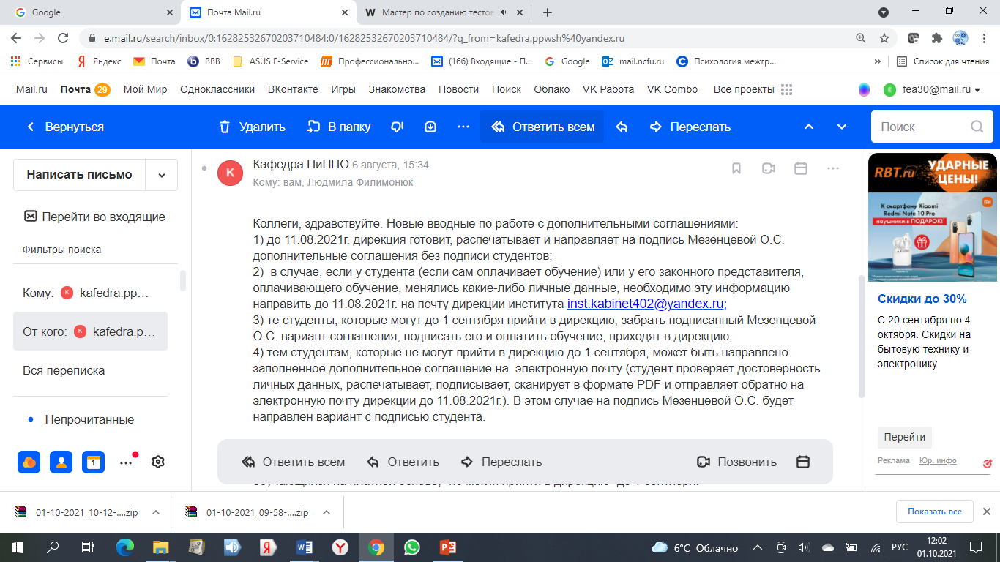 Google
Почта Mail.ru
Мастер по созданию тестов
e.mail.ru/search/inbox/0:16282532670203710484:0/16282532670203710484/?q_from=kafedra.ppwsh%40yandex.ru
Сервисы
Яндекс
Почта
BBB
ASUS E-Service
Профессионально...
(166) Входящие - П...
Google
mail.ncfu.ru
Психология межгр...
»
Список для чтения
Mail.ru
Почта 29
Мой Мир
Одноклассники
ВКонтакте
Игры
Знакомства
Новости
Поиск
Облако
VK Работа
VK Combo
Все проекты
fea30@mail.ru
Вернуться
Удалить
В папку
Ответить всем
Переслать
Поиск
Написать письмо
Перейти во входящие
Фильтры поиска
Кому: K kafedra.pp...
От кого: K kafedra.p...
Вся переписка
Непрочитанные
1
K
Кафедра ПиППО 6 августа, 15:34
Кому: вам, Людмила Филимонюк
Коллеги, здравствуйте. Новые вводные по работе с дополнительными соглашениями:
1) до 11.08.2021г. дирекция готовит, распечатывает и направляет на подпись Мезенцевой О.С.
дополнительные соглашения без подписи студентов;
2) в случае, если у студента (если сам оплачивает обучение) или у его законного представителя,
оплачивающего обучение, менялись какие-либо личные данные, необходимо эту информацию
направить до 11.08.2021г. на почту дирекции института inst.kabinet402@yandex.ru;
3) те студенты, которые могут до 1 сентября прийти в дирекцию, забрать подписанный Мезенцевой
О.С. вариант соглашения, подписать его и оплатить обучение, приходят в дирекцию;
4) тем студентам, которые не могут прийти в дирекцию до 1 сентября, может быть направлено
заполненное дополнительное соглашение на электронную почту (студент проверяет достоверность
личных данных, распечатывает, подписывает, сканирует в формате PDF и отправляет обратно на
электронную почту дирекции до 11.08.2021г.). В этом случае на подпись Мезенцевой О.С. будет
направлен вариант с подписью студента.
Ответить всем
Ответить
Переслать
Позвонить
RBT.ru
УДАРНЫЕ
ЦЕНЫ!
К смартфону Xiaomi
Redmi Note 10 Pro
наушники в ПОДАРОК!
Скидки до 30%
С 20 сентября по 4
октября. Скидки на
бытовую технику и
электронику
Перейти
Реклама Юр. инфо
01-10-2021_10-12-....zip
01-10-2021_09-58-....zip
Показать все
6°C Облачно
РУС
12:02
01.10.2021